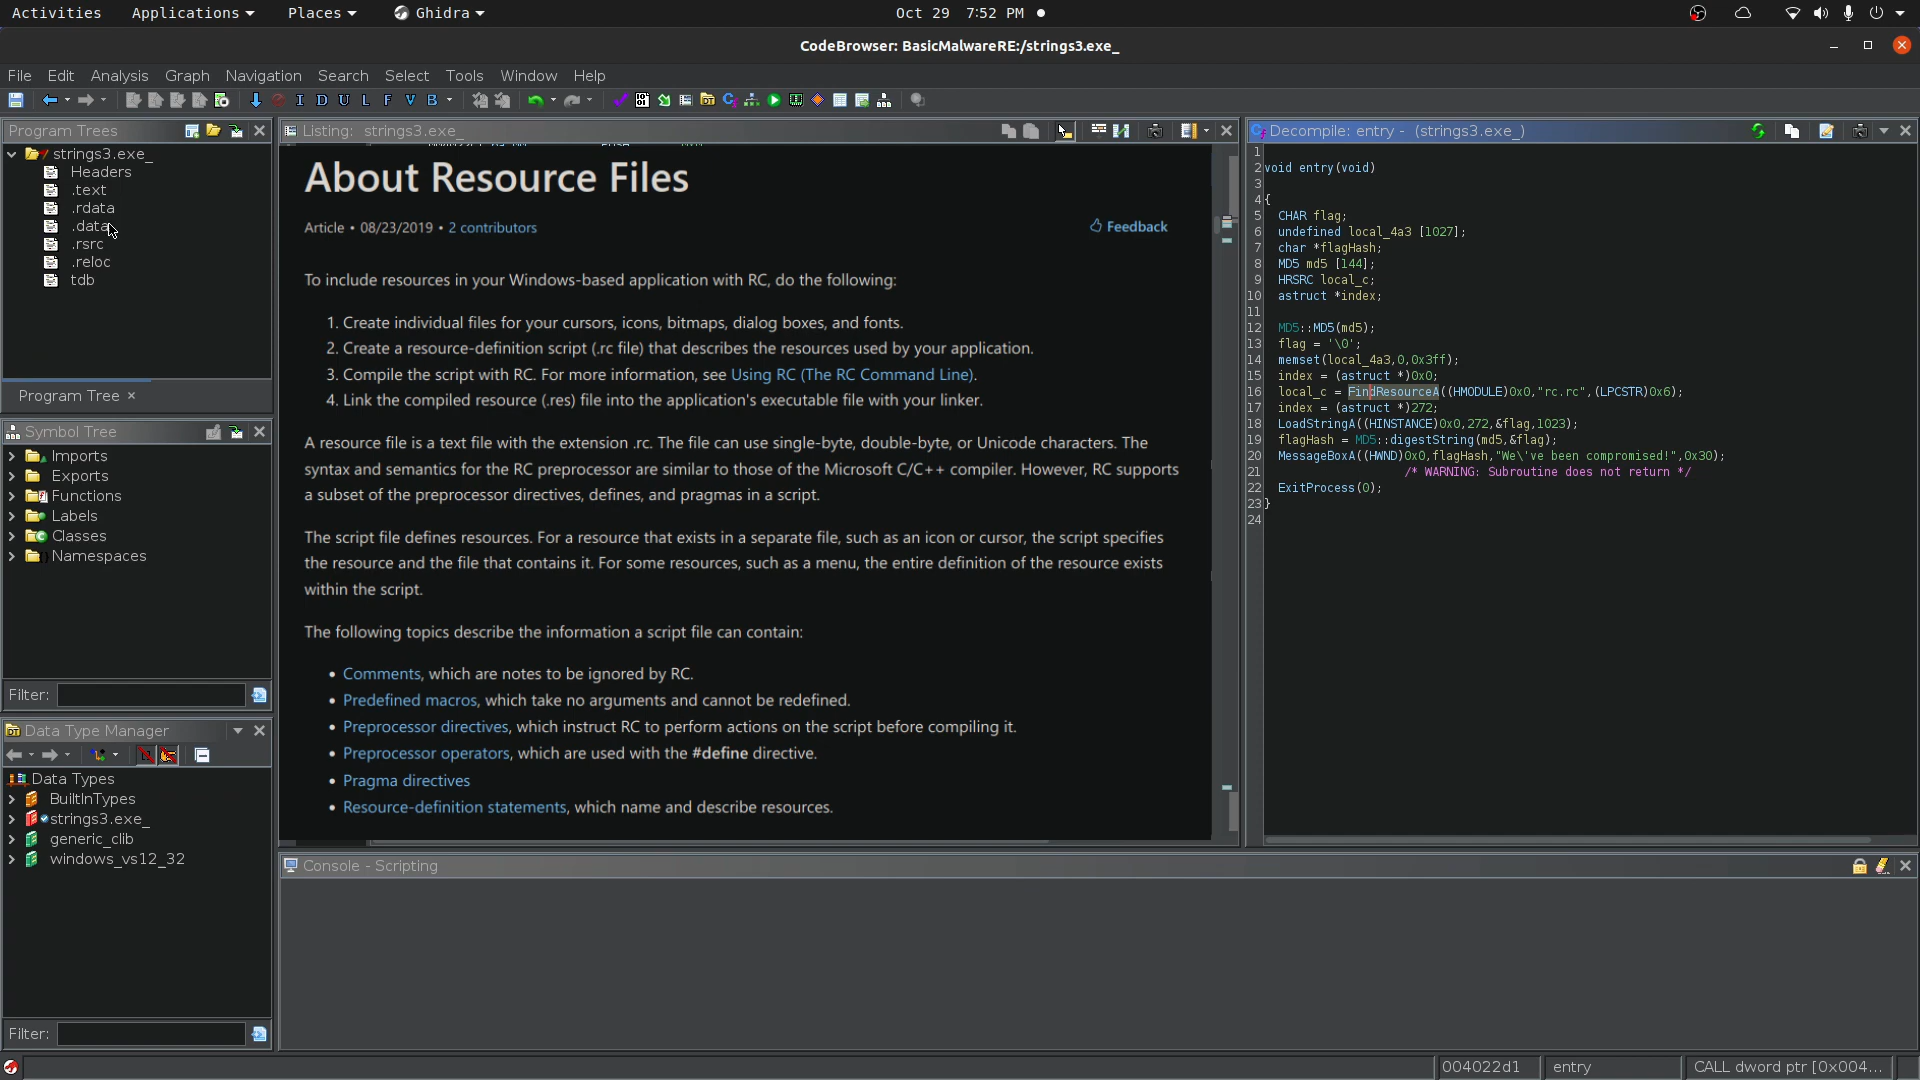 Activities Applications Places Ghidra Oct 29 7:52 PM
CodeBrowser: BasicMalwareRE:/strings3.exe_
File Edit Analysis Graph Navigation Search Select Tools Window Help
I D U L F V B
Program Trees
strings3.exe_
Headers
.text
.rdata
.data
.rsrc
.reloc
tdb
Program Tree ×
Symbol Tree
Imports
Exports
Functions
Labels
Classes
Namespaces
Filter:
Data Type Manager
Data Types
BuiltInTypes
strings3.exe_
generic_clib
windows_vs12_32
Filter:
Listing: strings3.exe_
About Resource Files
Article • 08/23/2019 • 2 contributors
Feedback
To include resources in your Windows-based application with RC, do the following:
1. Create individual files for your cursors, icons, bitmaps, dialog boxes, and fonts.
2. Create a resource-definition script (.rc file) that describes the resources used by your application.
3. Compile the script with RC. For more information, see Using RC (The RC Command Line).
4. Link the compiled resource (.res) file into the application's executable file with your linker.
A resource file is a text file with the extension .rc. The file can use single-byte, double-byte, or Unicode characters. The
syntax and semantics for the RC preprocessor are similar to those of the Microsoft C/C++ compiler. However, RC supports
a subset of the preprocessor directives, defines, and pragmas in a script.
The script file defines resources. For a resource that exists in a separate file, such as an icon or cursor, the script specifies
the resource and the file that contains it. For some resources, such as a menu, the entire definition of the resource exists
within the script.
The following topics describe the information a script file can contain:
• Comments, which are notes to be ignored by RC.
• Predefined macros, which take no arguments and cannot be redefined.
• Preprocessor directives, which instruct RC to perform actions on the script before compiling it.
• Preprocessor operators, which are used with the #define directive.
• Pragma directives
• Resource-definition statements, which name and describe resources.
Decompile: entry - (strings3.exe_)
1
2 void entry(void)
3
4 {
5 CHAR flag;
6 undefined local_4a3 [1027];
7 char *flagHash;
8 MD5 md5 [144];
9 HRSRC local_c;
10 astruct *index;
11
12 MD5::MD5(md5);
13 flag = '\0';
14 memset(local_4a3,0,0x3ff);
15 index = (astruct *)0x0;
16 local_c = FindResourceA((HMODULE)0x0,"rc.rc",(LPCSTR)0x6);
17 index = (astruct *)272;
18 LoadStringA((HINSTANCE)0x0,272,&flag,1023);
19 flagHash = MD5::digestString(md5,&flag);
20 MessageBoxA((HWND)0x0,flagHash,"We\'ve been compromised!",0x30);
21 /* WARNING: Subroutine does not return */
22 ExitProcess(0);
23 }
24
Console - Scripting
004022d1 entry CALL dword ptr [0x004...